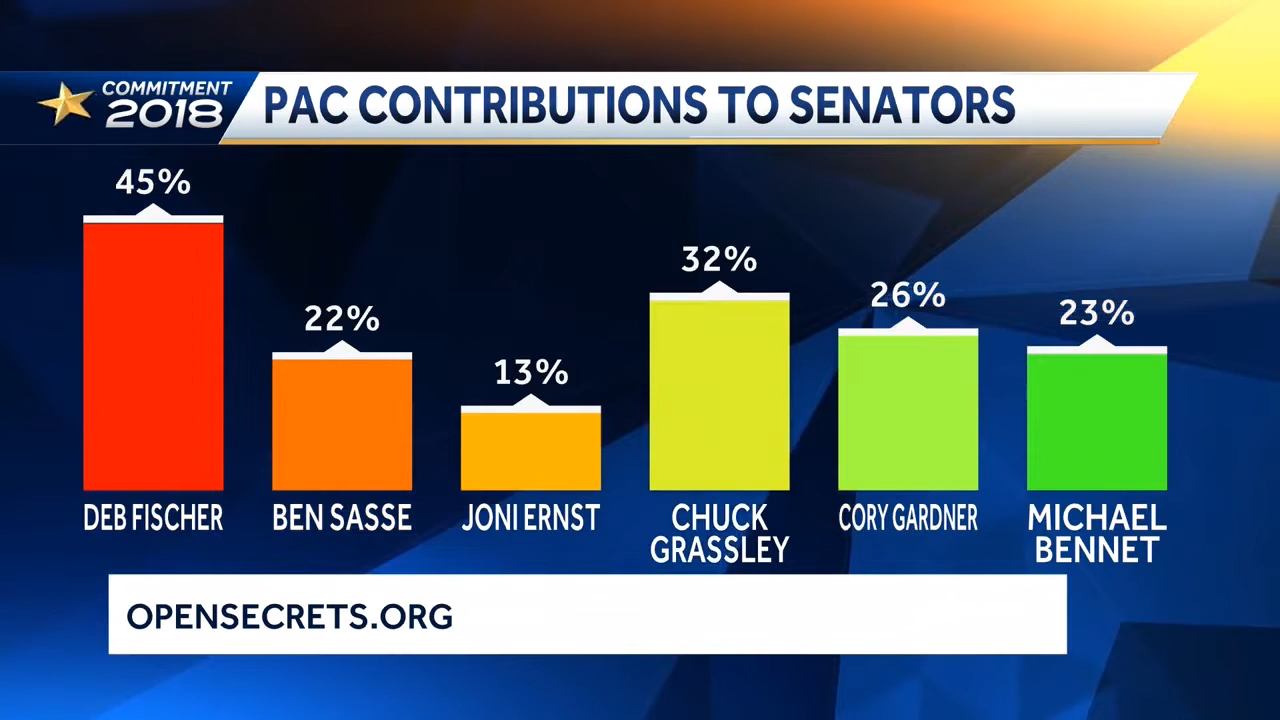 COMMITMENT
2018
PAC CONTRIBUTIONS TO SENATORS
45%
22%
13%
32%
26%
23%
DEB FISCHER
BEN SASSE
JONI ERNST
CHUCK
GRASSLEY
CORY GARDNER
MICHAEL
BENNET
OPENSECRETS.ORG